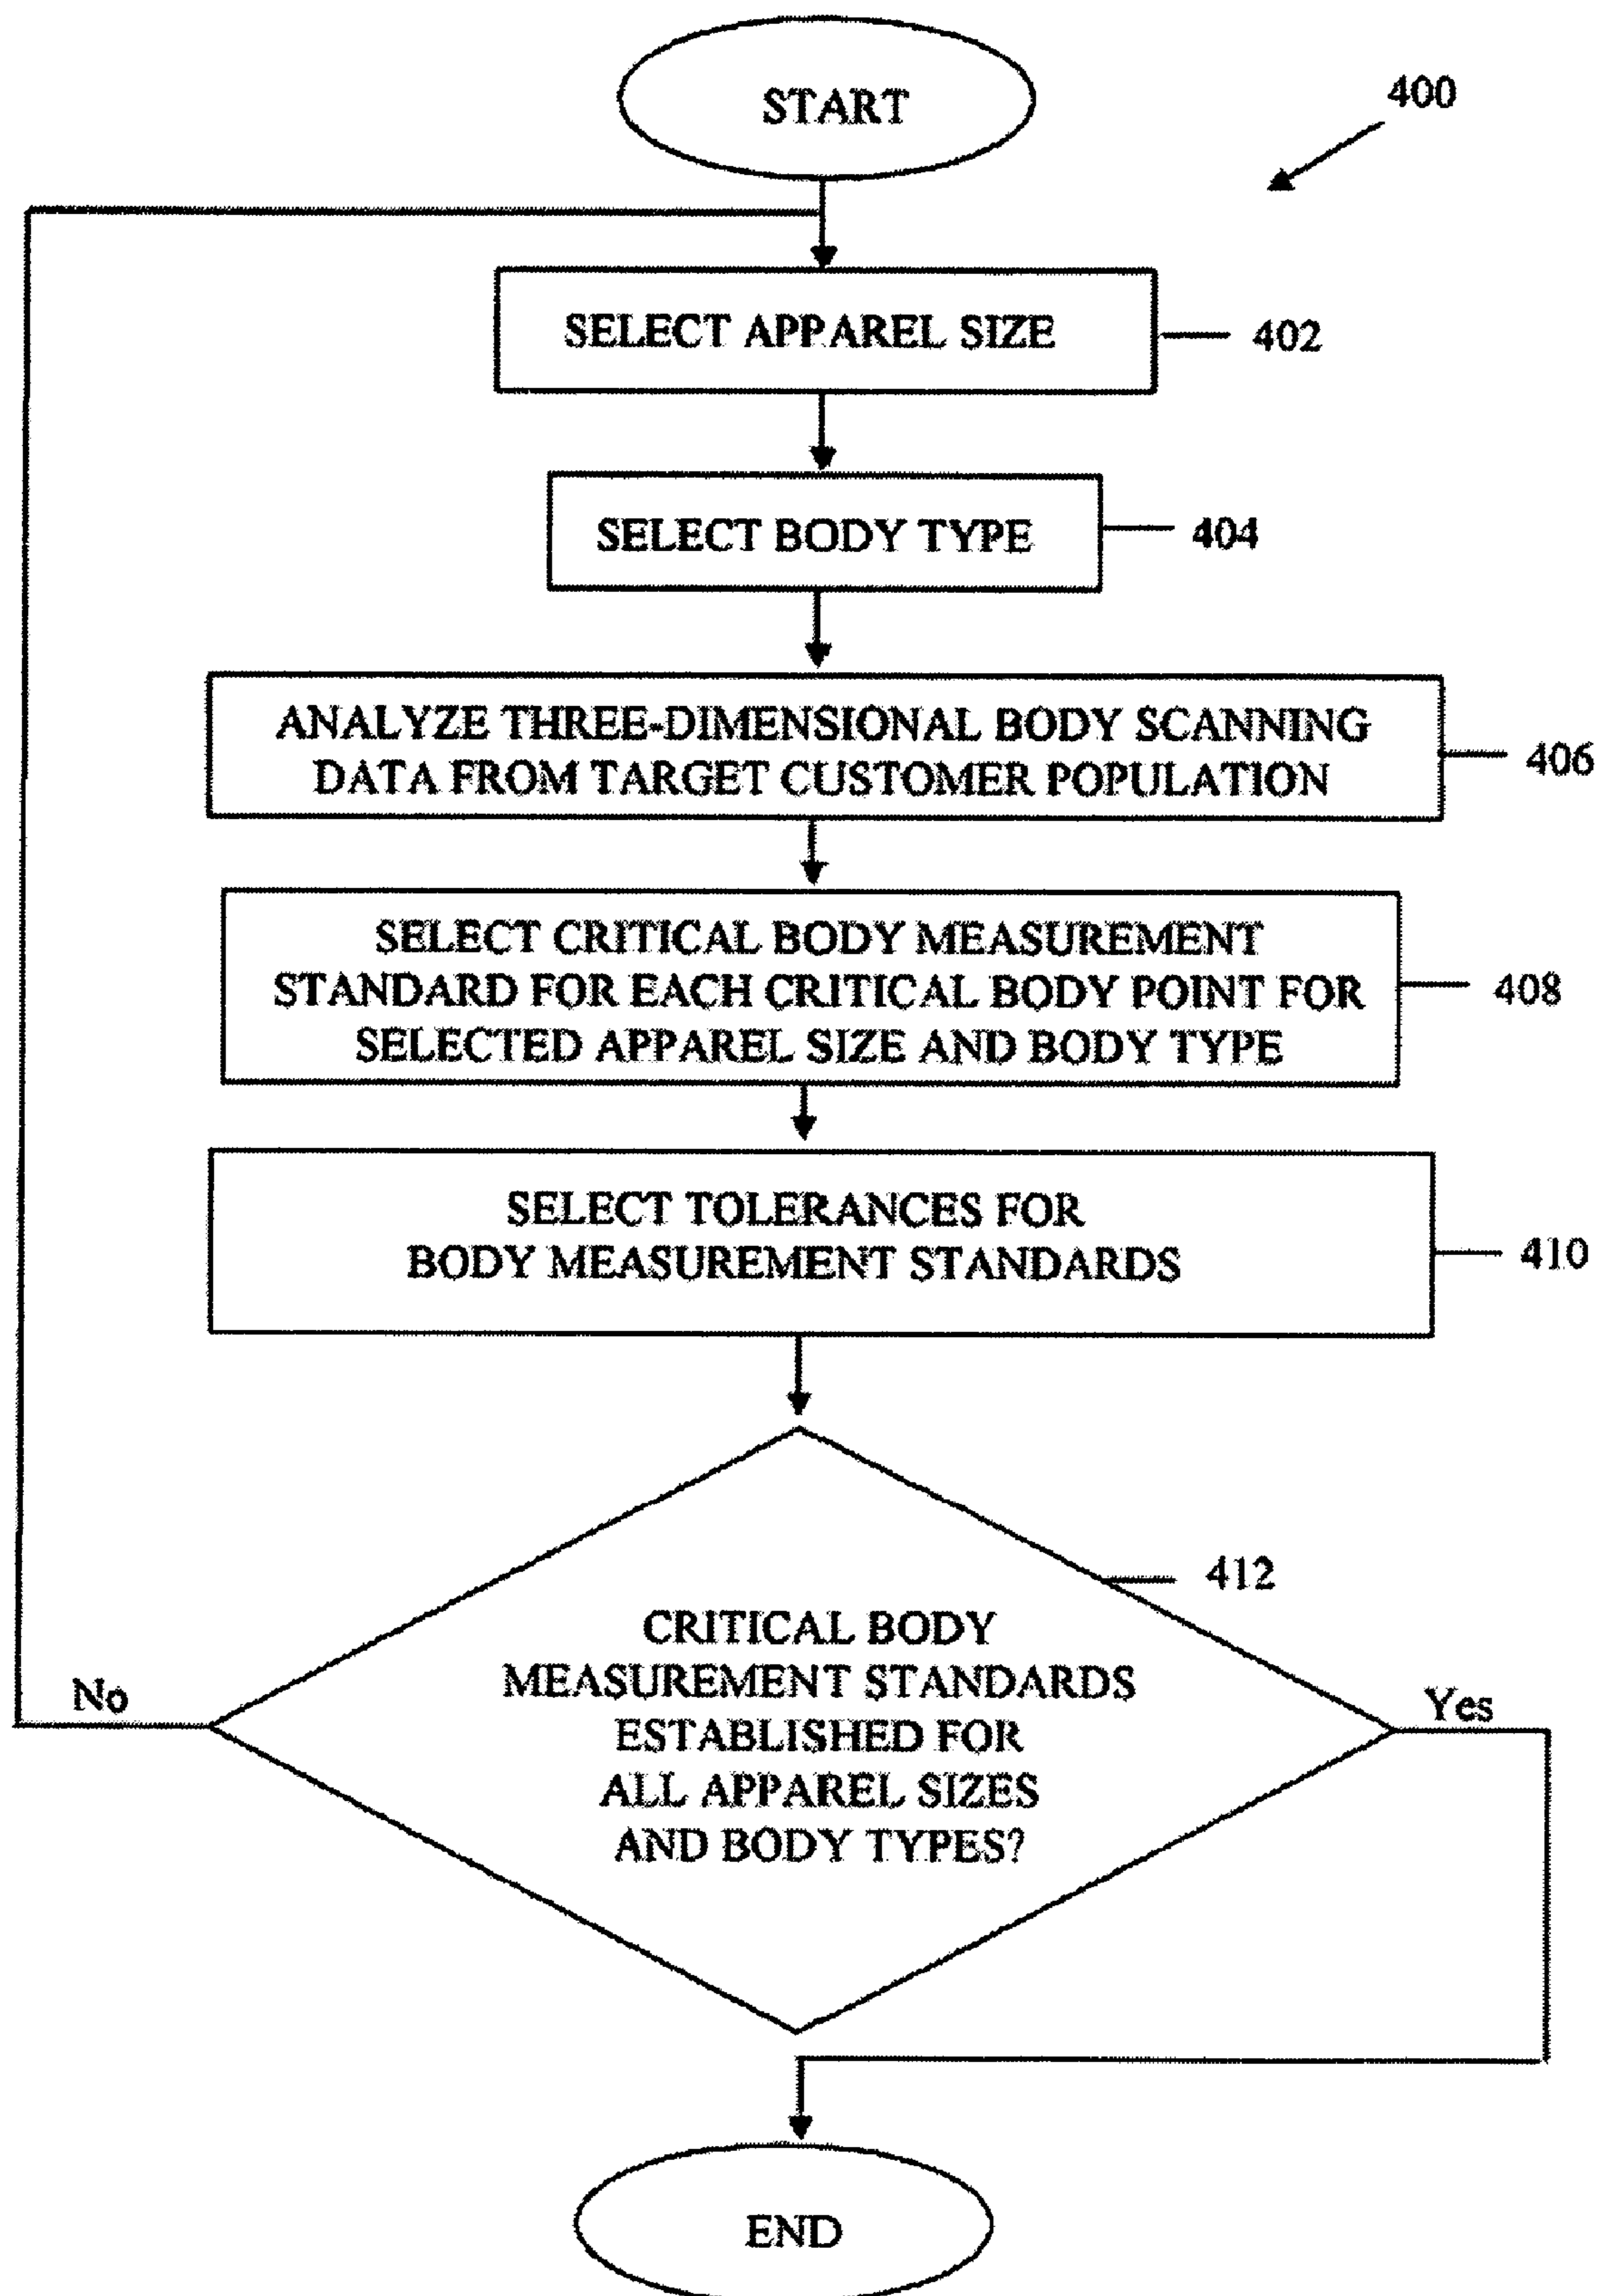 START
400
SELECT APPAREL SIZE
402
SELECT BODY TYPE
404
ANALYZE THREE-DIMENSIONAL BODY SCANNING
DATA FROM TARGET CUSTOMER POPULATION
406
SELECT CRITICAL BODY MEASUREMENT
STANDARD FOR EACH CRITICAL BODY POINT FOR
SELECTED APPAREL SIZE AND BODY TYPE
408
SELECT TOLERANCES FOR
BODY MEASUREMENT STANDARDS
410
412
CRITICAL BODY
MEASUREMENT STANDARDS
ESTABLISHED FOR
ALL APPAREL SIZES
AND BODY TYPES?
No
Yes
END